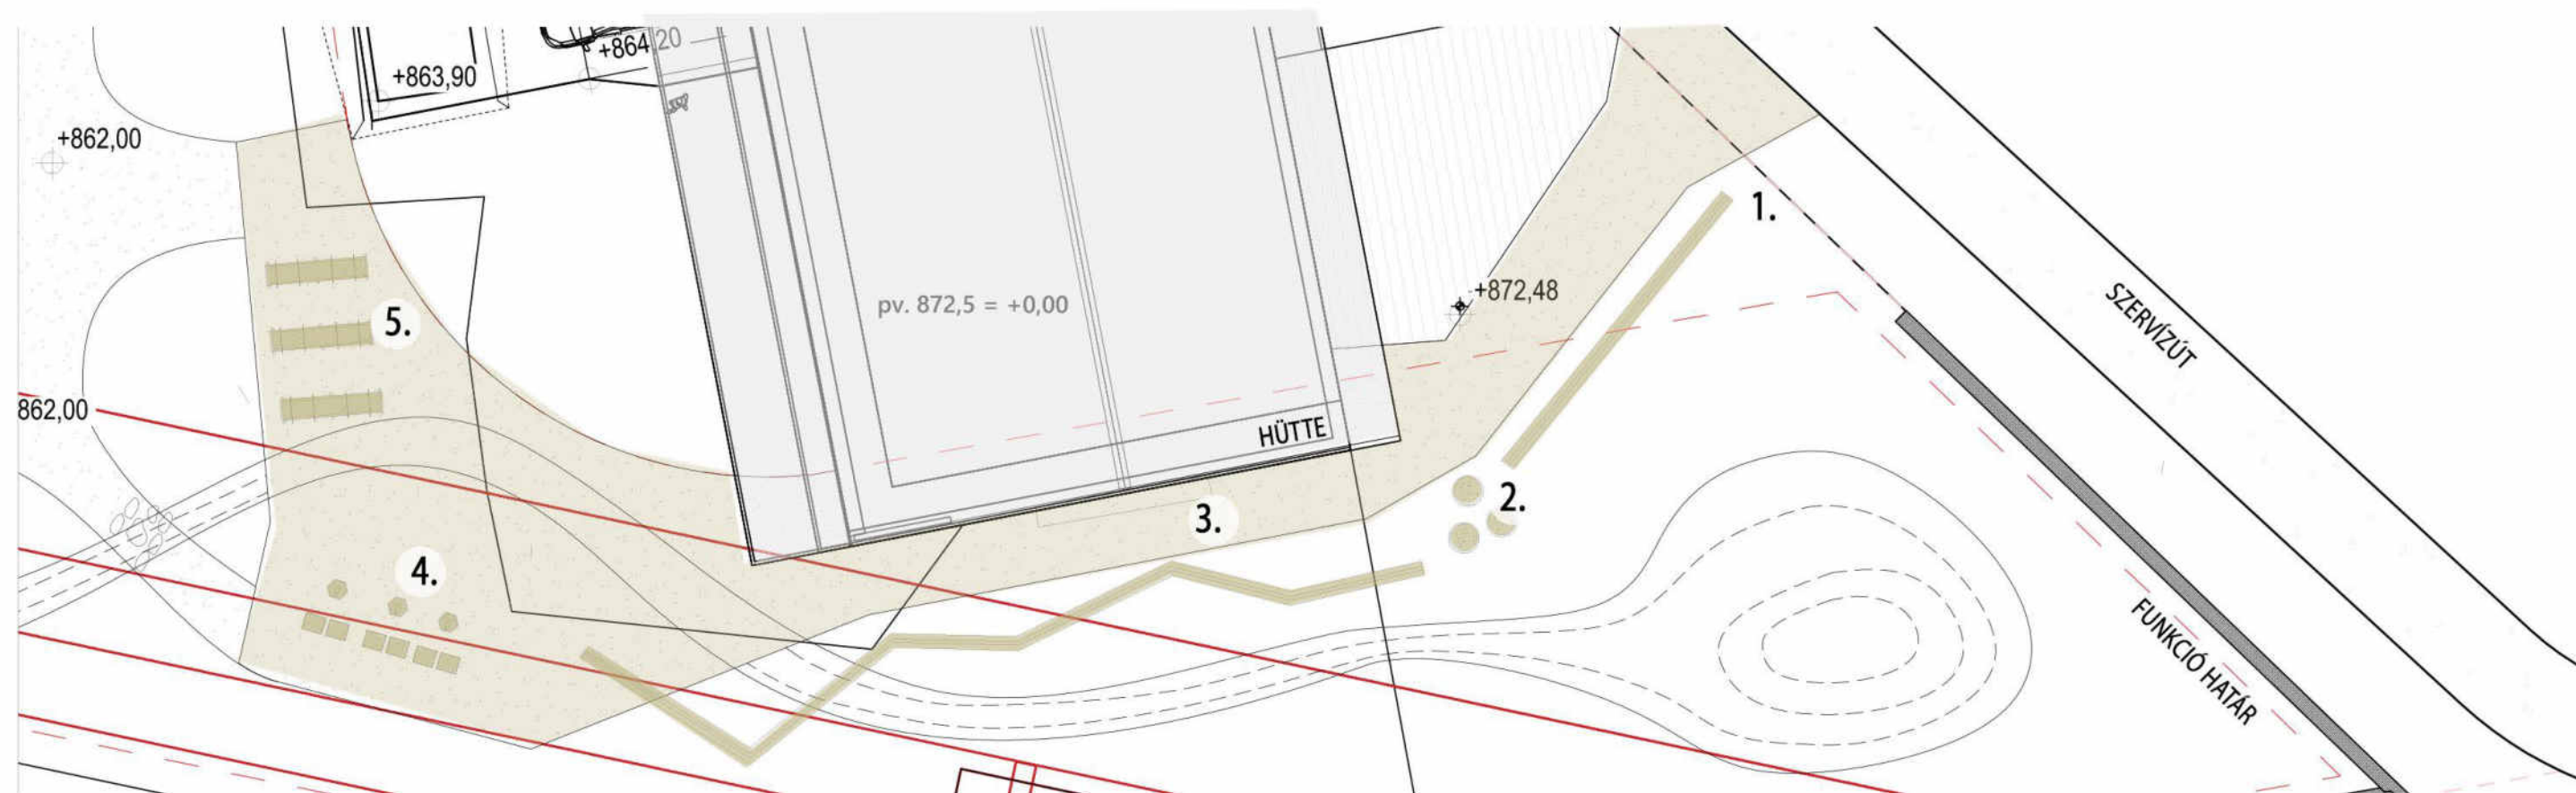 +864,20
+863,90
+862,00
1.
+872,48
pv. 872,5 = +0,00
SZERVÍZÚT
5.
862,00
HÜTTE
2.
3.
4.
FUNKCIÓ HATÁR